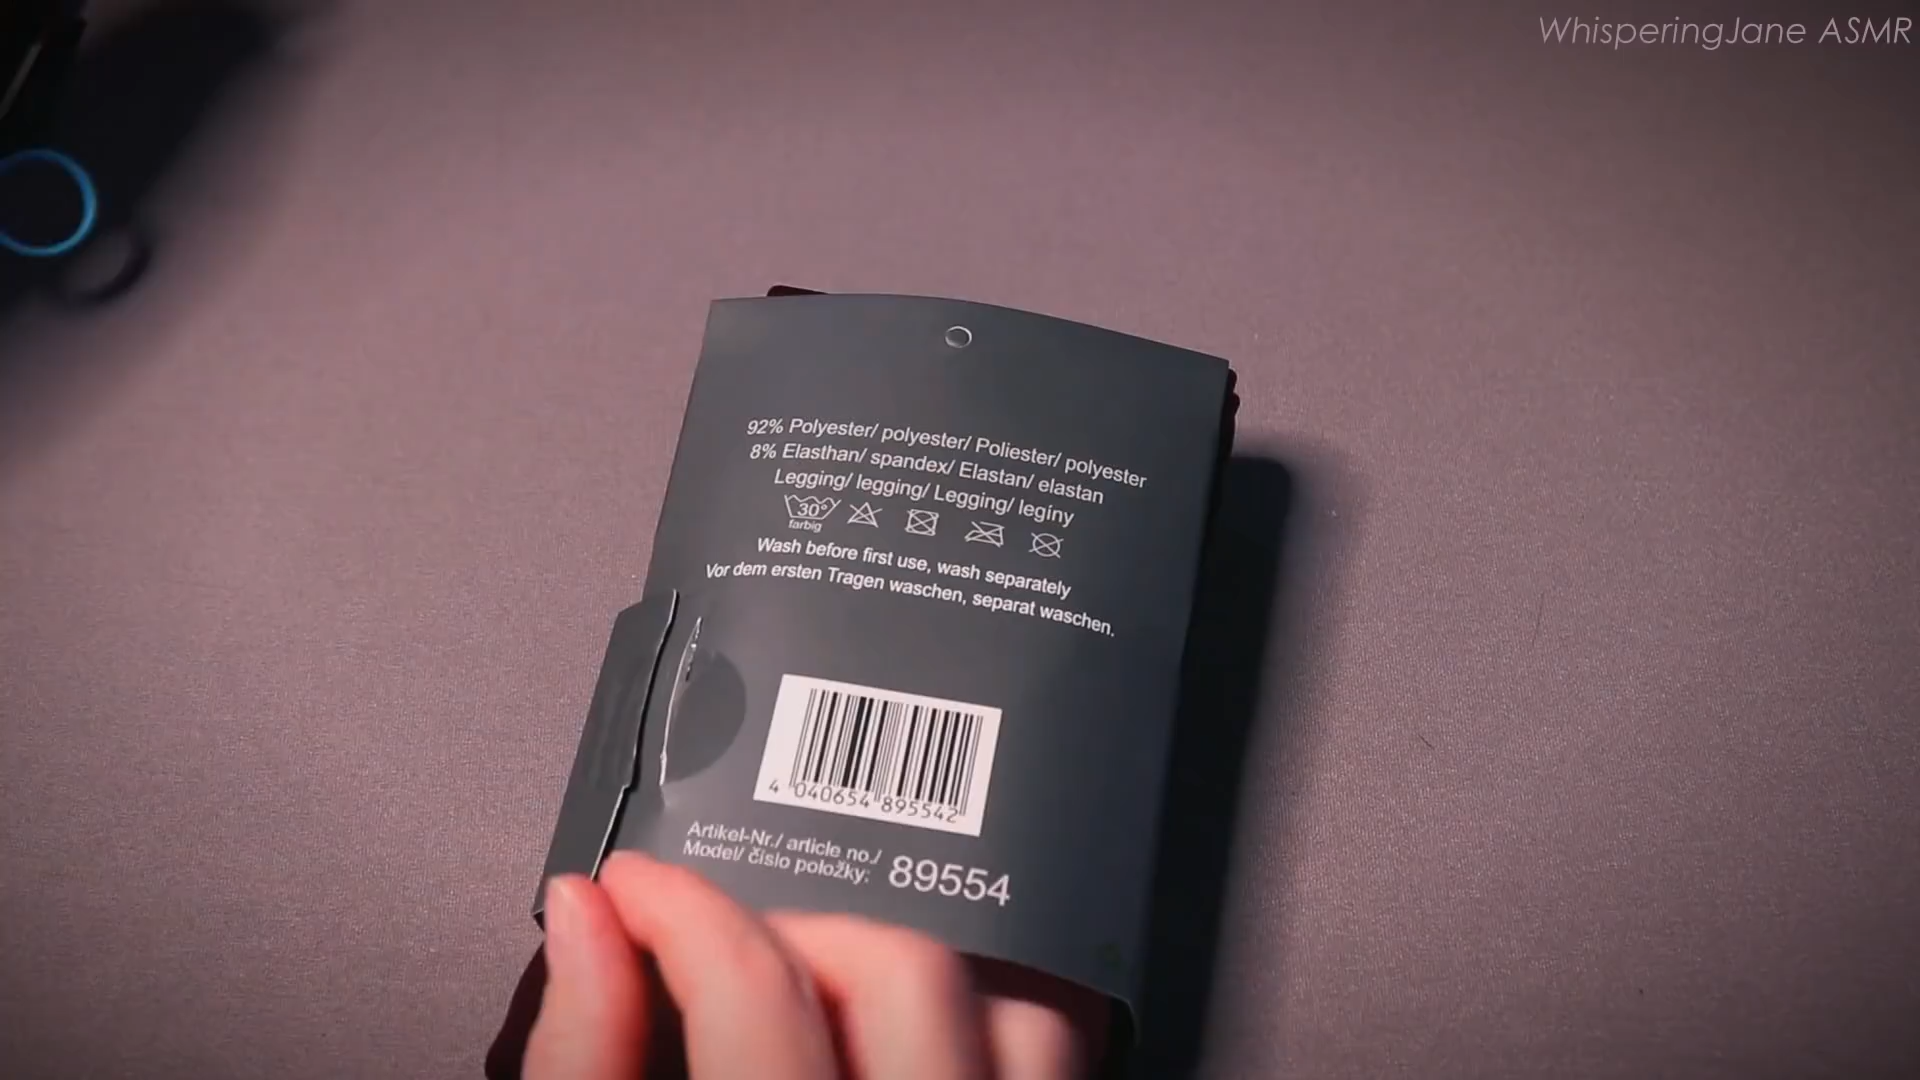 WhisperingJane ASMR
92% Polyester/ polyester/ Poliester/ polyester
8% Elasthan/ spandex/ Elastan/ elastan
Legging/ legging/ Legging/ legíny
30°
farbig
Wash before first use, wash separately
Vor dem ersten Tragen waschen, separat waschen.
4 040654 895542
Artikel-Nr./ article no./
Model/ číslo položky: 89554